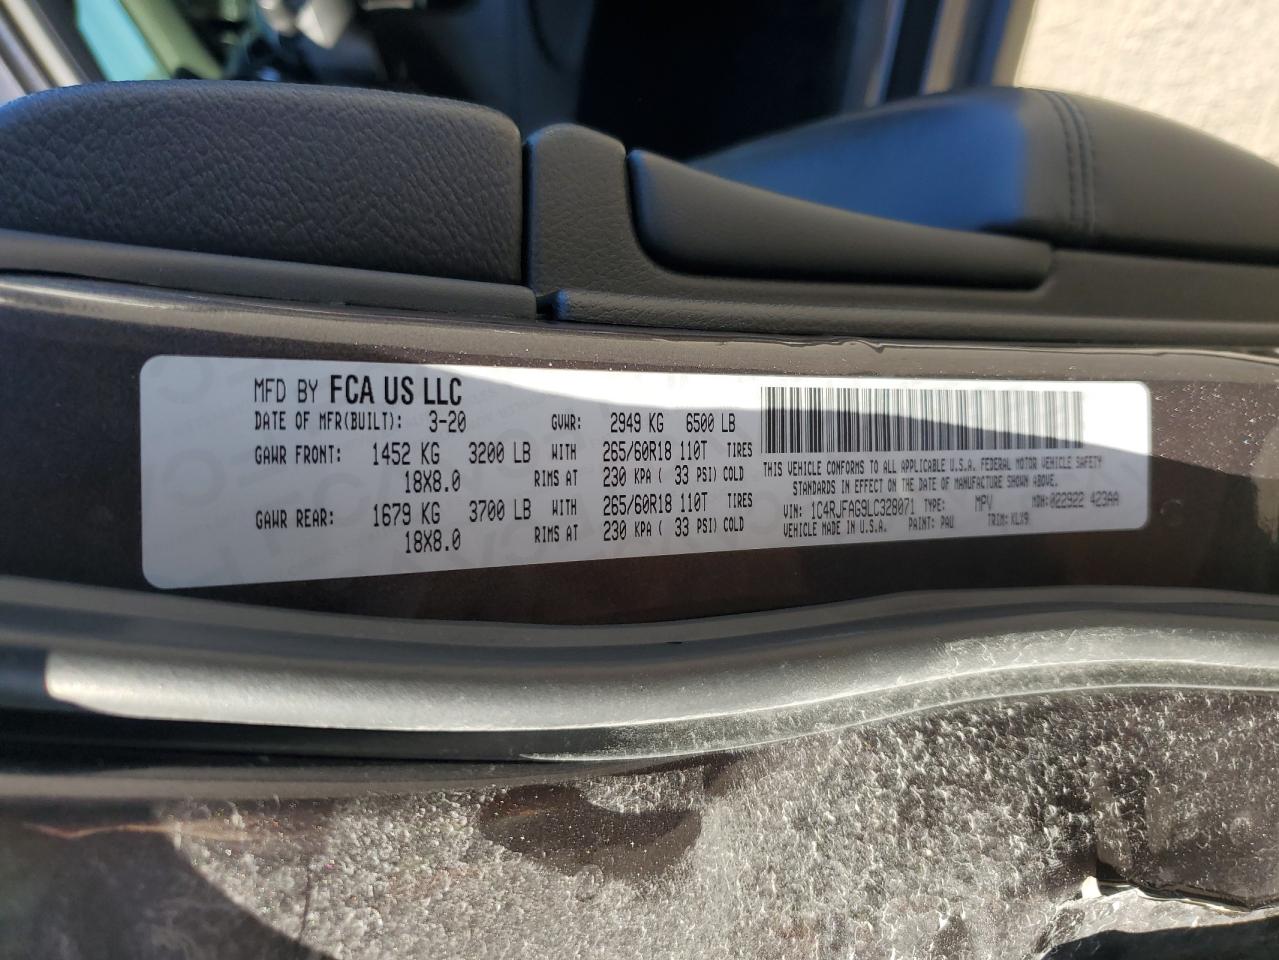 MFD BY FCA US LLC
DATE OF MFR(BUILT): 3-20 GVWR: 2949 KG 6500 LB
GAWR FRONT: 1452 KG 3200 LB WITH 265/60R18 110T TIRES
18X8.0 RIMS AT 230 KPA ( 33 PSI) COLD
GAWR REAR: 1679 KG 3700 LB WITH 265/60R18 110T TIRES
18X8.0 RIMS AT 230 KPA ( 33 PSI) COLD
THIS VEHICLE CONFORMS TO ALL APPLICABLE U.S.A. FEDERAL MOTOR VEHICLE SAFETY
STANDARDS IN EFFECT ON THE DATE OF MANUFACTURE SHOWN ABOVE.
VIN: 1C4RJFAG9LC328071 TYPE: MPV MDH: 022922 423AA
VEHICLE MADE IN U.S.A. PAINT: PAU TRIM: KLX9